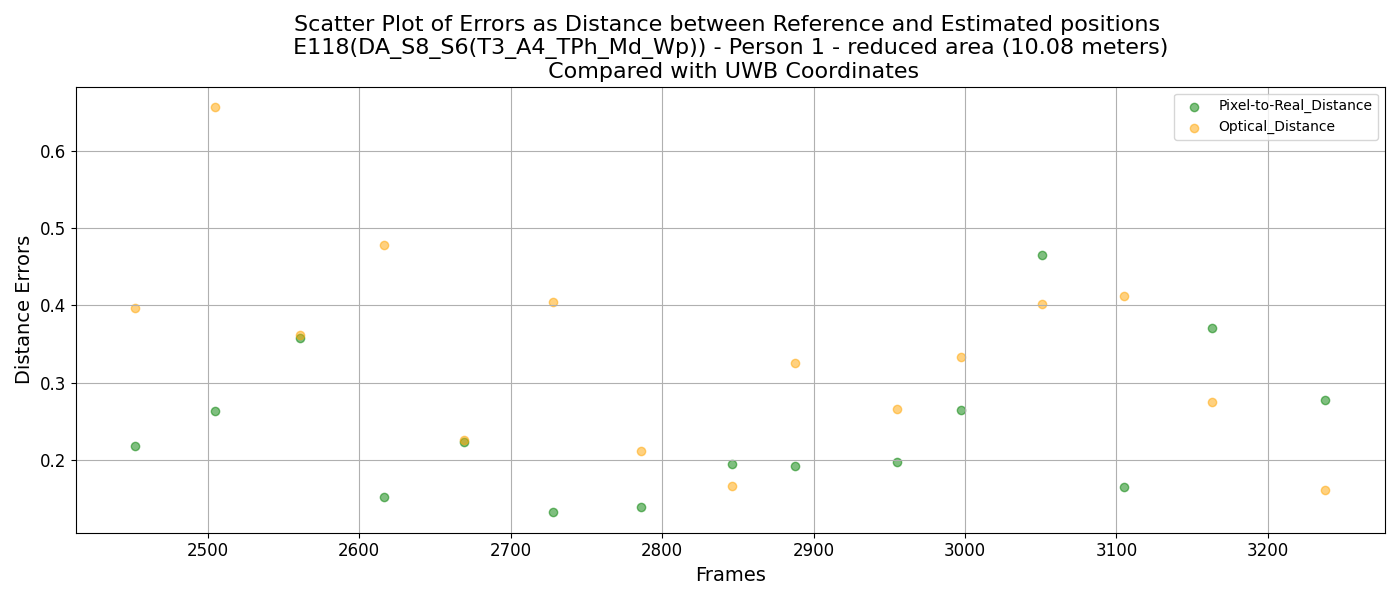 Scatter Plot of Errors as Distance between Reference and Estimated positions
E118(DA_S8_S6(T3_A4_TPh_Md_Wp)) - Person 1 - reduced area (10.08 meters)
Compared with UWB Coordinates
Pixel-to-Real_Distance
Optical_Distance
Distance Errors
0.6
0.5
0.4
0.3
0.2
2500 2600 2700 2800 2900 3000 3100 3200
Frames